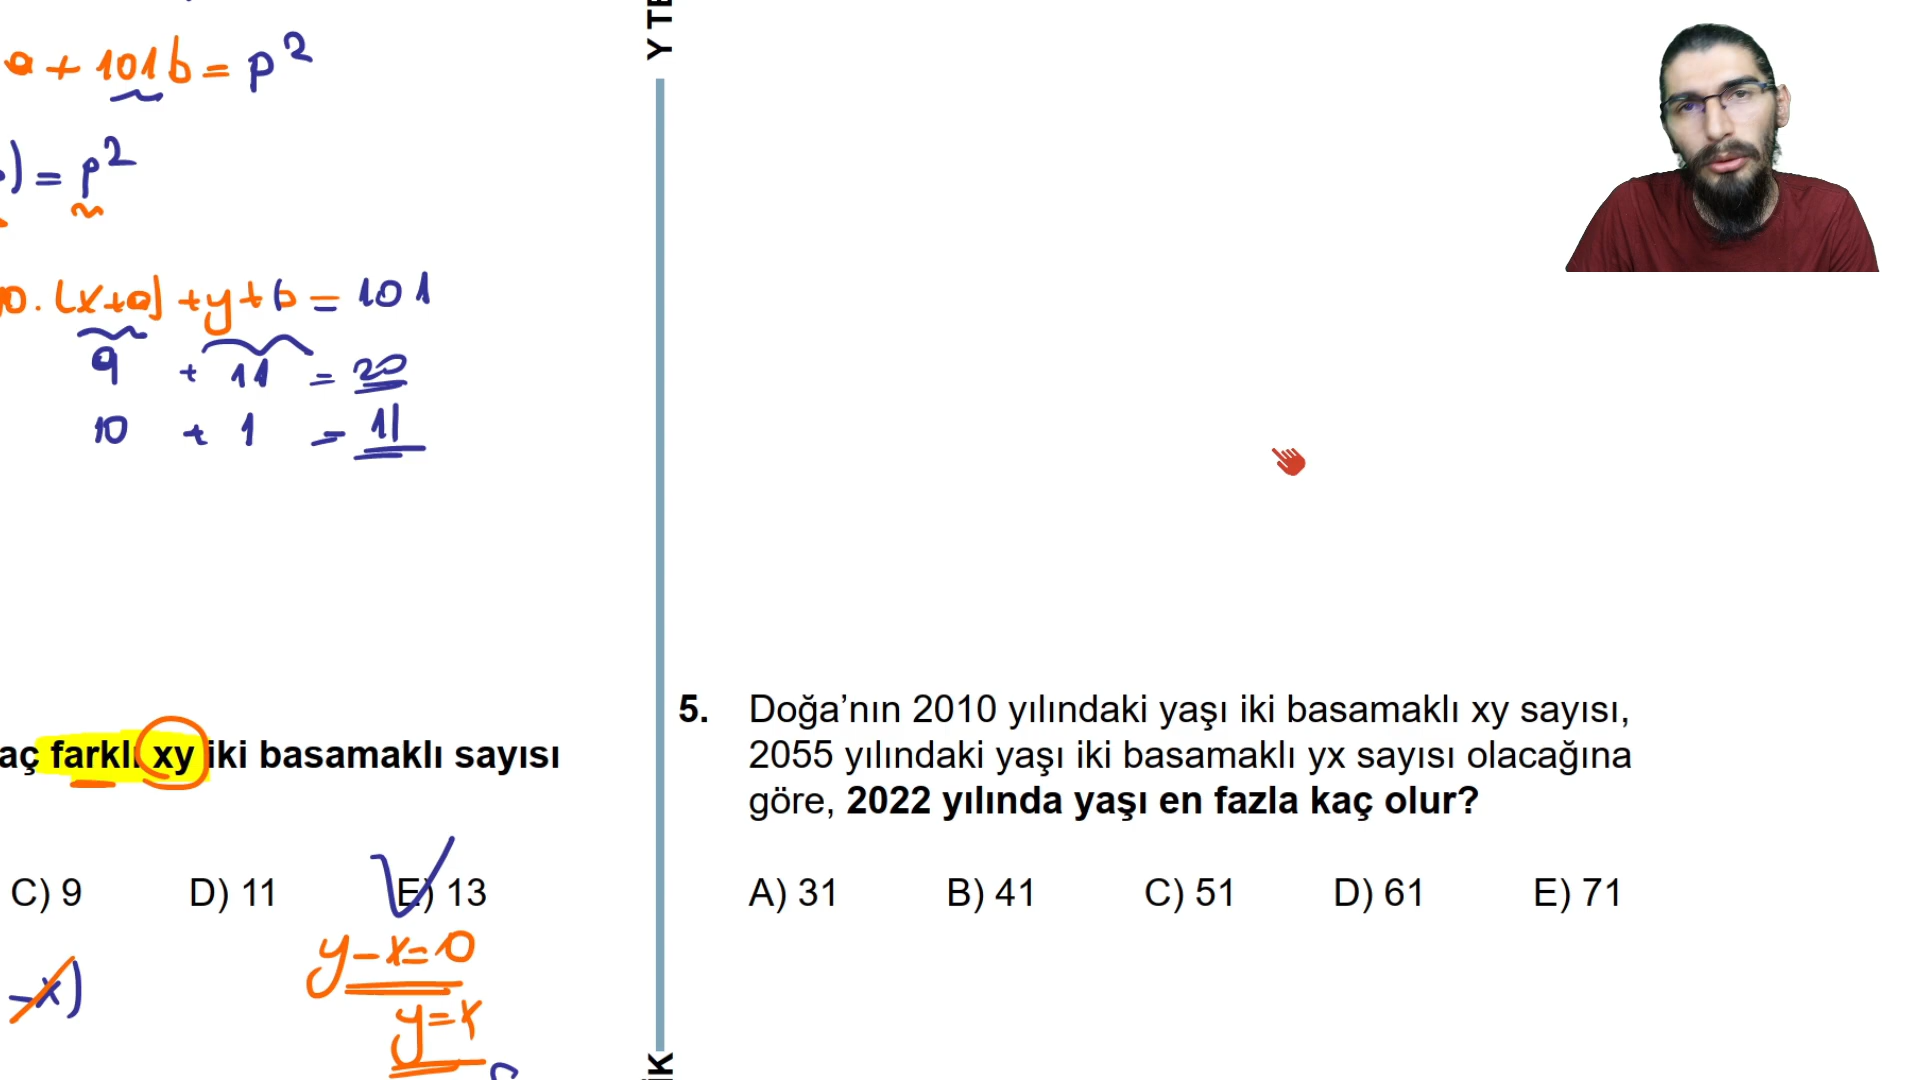 a + 101b = p²
) = p²
0. (x+a) + y+b = 101
9 + 11 = 20
10 + 1 = 11
aç farklı xy iki basamaklı sayısı
C) 9 D) 11 E) 13
y-x=0
-x)
y=x
Y TE
İK
5. Doğa’nın 2010 yılındaki yaşı iki basamaklı xy sayısı,
2055 yılındaki yaşı iki basamaklı yx sayısı olacağına
göre, 2022 yılında yaşı en fazla kaç olur?
A) 31 B) 41 C) 51 D) 61 E) 71